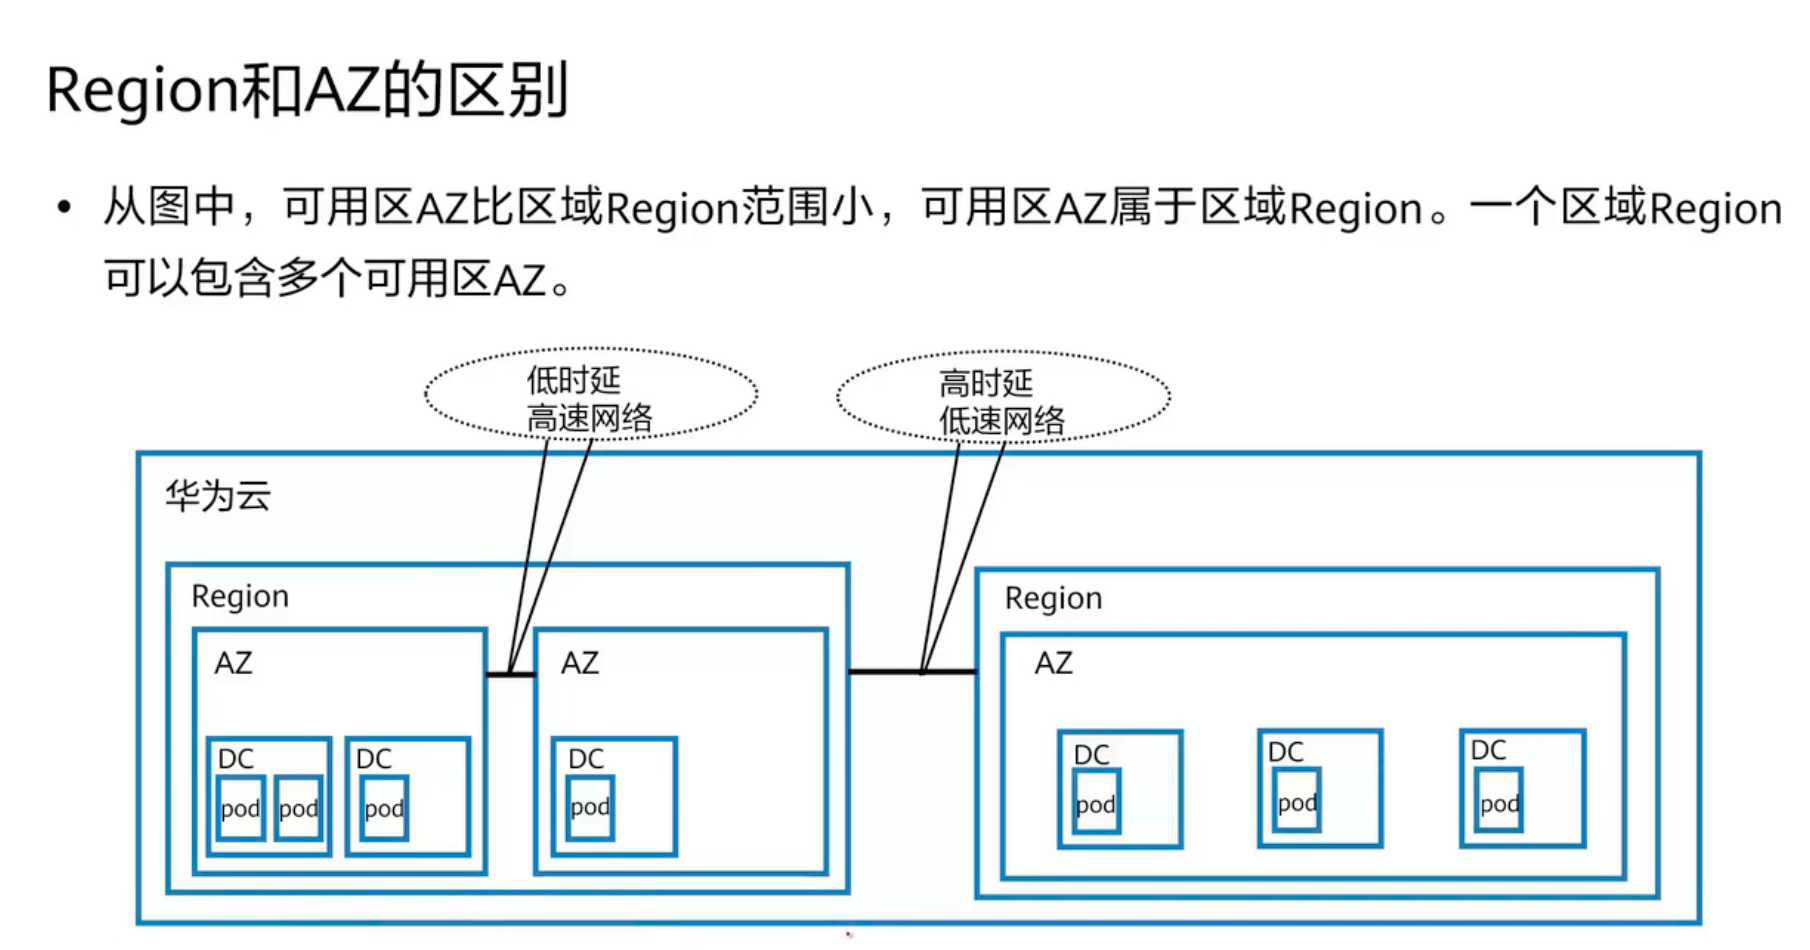 Region和AZ的区别
• 从图中，可用区AZ比区域Region范围小，可用区AZ属于区域Region。一个区域Region
可以包含多个可用区AZ。
低时延
高速网络
高时延
低速网络
华为云
Region
AZ
DC
pod
pod
DC
pod
AZ
DC
pod
Region
AZ
DC
pod
DC
pod
DC
pod